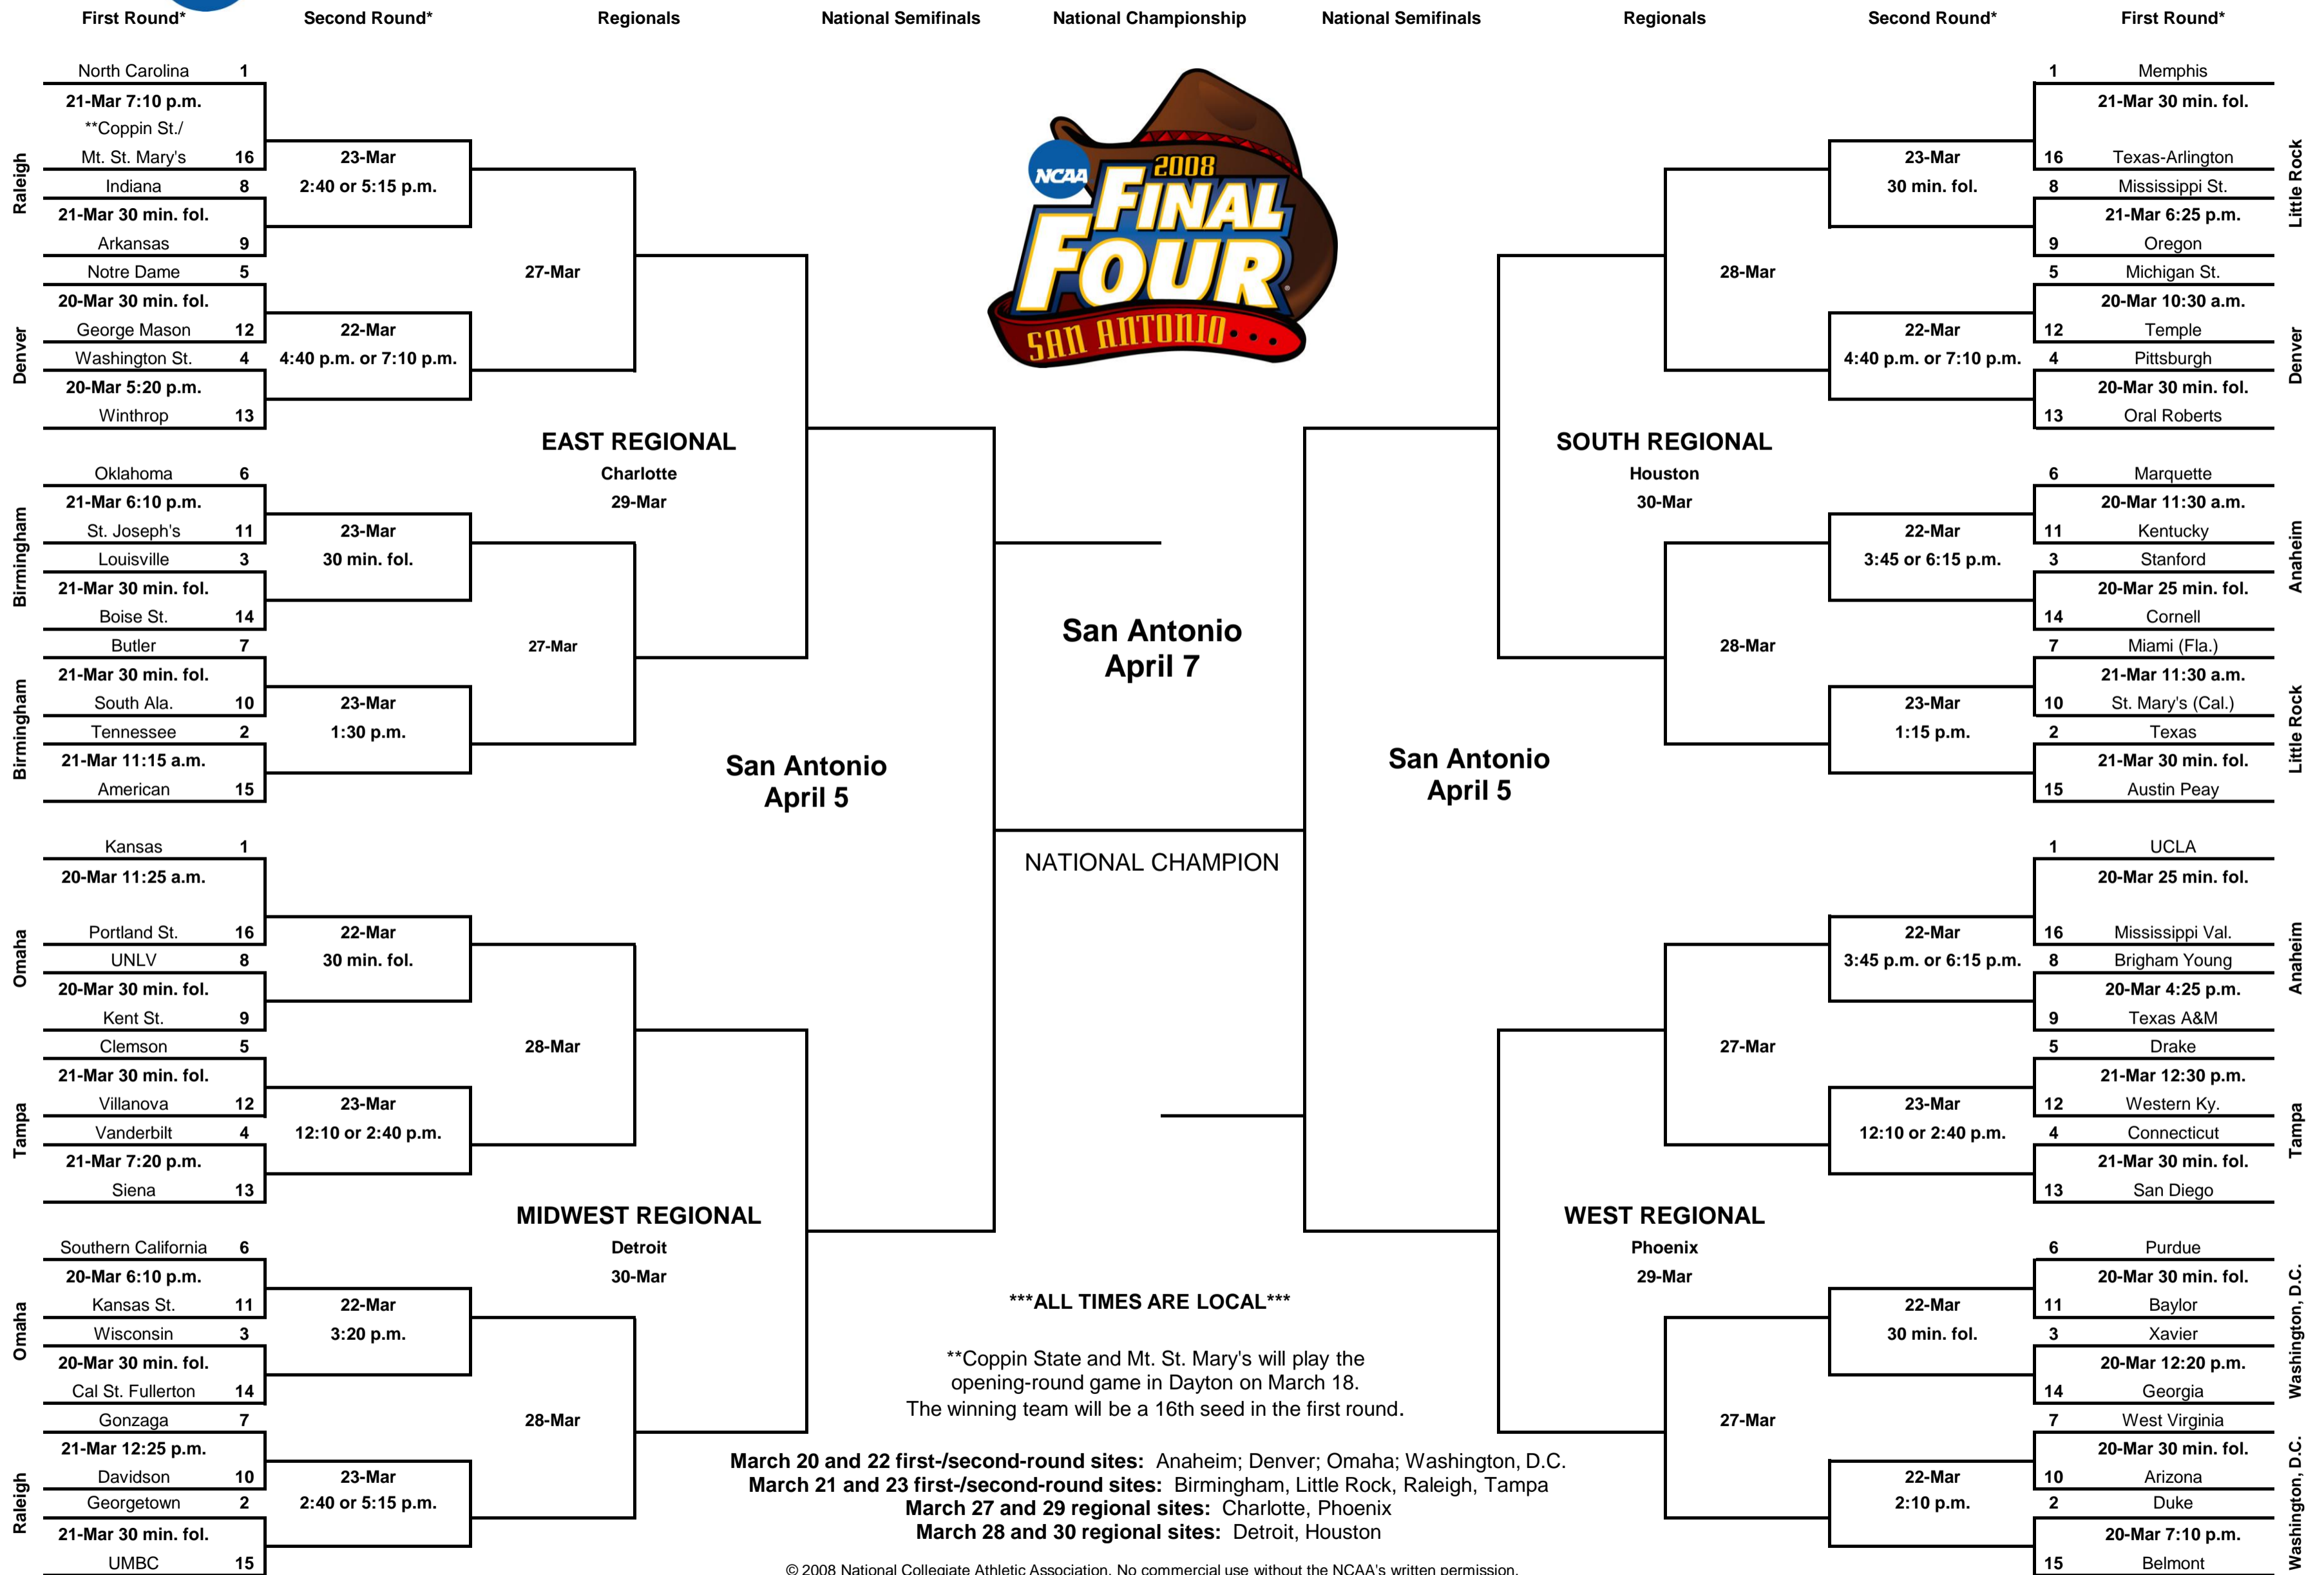 First Round* Second Round* Regionals National Semifinals National Championship National Semifinals Regionals Second Round* First Round*
Raleigh
North Carolina 1
21-Mar 7:10 p.m.
**Coppin St./
Mt. St. Mary's 16
Indiana 8
21-Mar 30 min. fol.
Arkansas 9
23-Mar
2:40 or 5:15 p.m.
Denver
Notre Dame 5
20-Mar 30 min. fol.
George Mason 12
Washington St. 4
20-Mar 5:20 p.m.
Winthrop 13
22-Mar
4:40 p.m. or 7:10 p.m.
27-Mar
EAST REGIONAL
Charlotte
29-Mar
Birmingham
Oklahoma 6
21-Mar 6:10 p.m.
St. Joseph's 11
Louisville 3
21-Mar 30 min. fol.
Boise St. 14
23-Mar
30 min. fol.
Birmingham
Butler 7
21-Mar 30 min. fol.
South Ala. 10
Tennessee 2
21-Mar 11:15 a.m.
American 15
23-Mar
1:30 p.m.
27-Mar
San Antonio
April 5
Omaha
Kansas 1
20-Mar 11:25 a.m.
Portland St. 16
UNLV 8
20-Mar 30 min. fol.
Kent St. 9
22-Mar
30 min. fol.
Tampa
Clemson 5
21-Mar 30 min. fol.
Villanova 12
Vanderbilt 4
21-Mar 7:20 p.m.
Siena 13
23-Mar
12:10 or 2:40 p.m.
28-Mar
MIDWEST REGIONAL
Detroit
30-Mar
Omaha
Southern California 6
20-Mar 6:10 p.m.
Kansas St. 11
Wisconsin 3
20-Mar 30 min. fol.
Cal St. Fullerton 14
22-Mar
3:20 p.m.
Raleigh
Gonzaga 7
21-Mar 12:25 p.m.
Davidson 10
Georgetown 2
21-Mar 30 min. fol.
UMBC 15
23-Mar
2:40 or 5:15 p.m.
28-Mar
NCAA
2008
FINAL
FOUR
SAN ANTONIO
San Antonio
April 7
NATIONAL CHAMPION
Little Rock
1 Memphis
21-Mar 30 min. fol.
16 Texas-Arlington
8 Mississippi St.
21-Mar 6:25 p.m.
9 Oregon
23-Mar
30 min. fol.
Denver
5 Michigan St.
20-Mar 10:30 a.m.
12 Temple
4 Pittsburgh
20-Mar 30 min. fol.
13 Oral Roberts
22-Mar
4:40 p.m. or 7:10 p.m.
28-Mar
SOUTH REGIONAL
Houston
30-Mar
Anaheim
6 Marquette
20-Mar 11:30 a.m.
11 Kentucky
3 Stanford
20-Mar 25 min. fol.
14 Cornell
22-Mar
3:45 or 6:15 p.m.
Little Rock
7 Miami (Fla.)
21-Mar 11:30 a.m.
10 St. Mary's (Cal.)
2 Texas
21-Mar 30 min. fol.
15 Austin Peay
23-Mar
1:15 p.m.
28-Mar
San Antonio
April 5
Anaheim
1 UCLA
20-Mar 25 min. fol.
16 Mississippi Val.
8 Brigham Young
20-Mar 4:25 p.m.
9 Texas A&M
22-Mar
3:45 p.m. or 6:15 p.m.
Tampa
5 Drake
21-Mar 12:30 p.m.
12 Western Ky.
4 Connecticut
21-Mar 30 min. fol.
13 San Diego
23-Mar
12:10 or 2:40 p.m.
27-Mar
WEST REGIONAL
Phoenix
29-Mar
Washington, D.C.
6 Purdue
20-Mar 30 min. fol.
11 Baylor
3 Xavier
20-Mar 12:20 p.m.
14 Georgia
22-Mar
30 min. fol.
Washington, D.C.
7 West Virginia
20-Mar 30 min. fol.
10 Arizona
2 Duke
20-Mar 7:10 p.m.
15 Belmont
22-Mar
2:10 p.m.
27-Mar
***ALL TIMES ARE LOCAL***
**Coppin State and Mt. St. Mary's will play the
opening-round game in Dayton on March 18.
The winning team will be a 16th seed in the first round.
March 20 and 22 first-/second-round sites: Anaheim; Denver; Omaha; Washington, D.C.
March 21 and 23 first-/second-round sites: Birmingham, Little Rock, Raleigh, Tampa
March 27 and 29 regional sites: Charlotte, Phoenix
March 28 and 30 regional sites: Detroit, Houston
© 2008 National Collegiate Athletic Association. No commercial use without the NCAA's written permission.